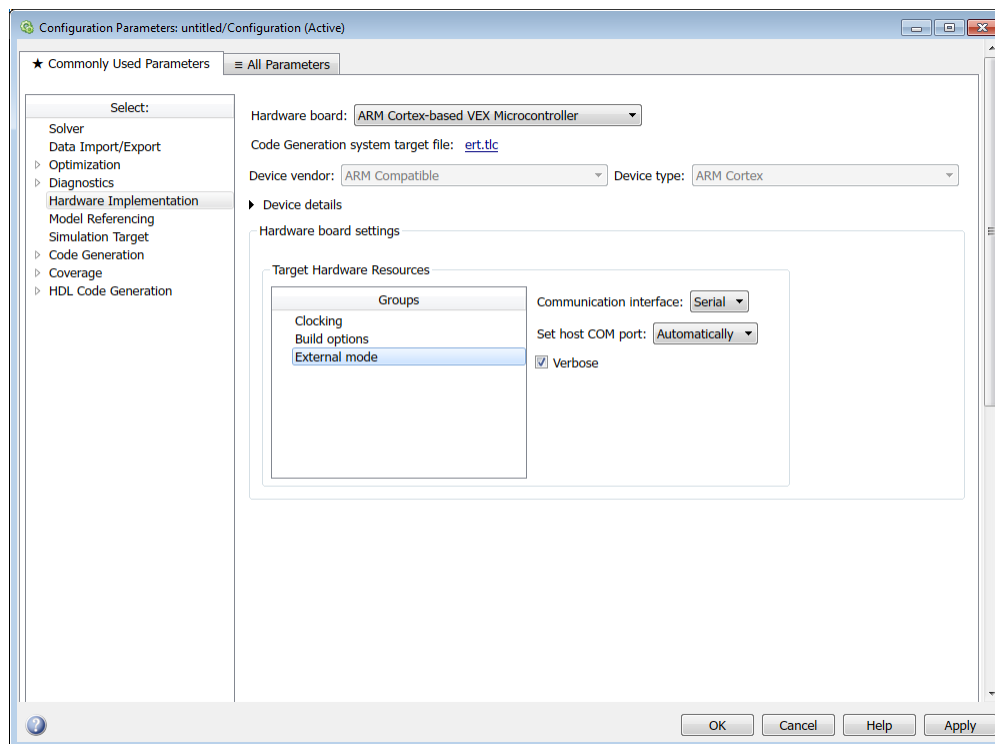 Configuration Parameters: untitled/Configuration (Active)
★ Commonly Used Parameters
≡ All Parameters
Select:
Solver
Data Import/Export
Optimization
Diagnostics
Hardware Implementation
Model Referencing
Simulation Target
Code Generation
Coverage
HDL Code Generation
Hardware board: ARM Cortex-based VEX Microcontroller
Code Generation system target file: ert.tlc
Device vendor: ARM Compatible Device type: ARM Cortex
Device details
Hardware board settings
Target Hardware Resources
Groups
Clocking
Build options
External mode
Communication interface: Serial
Set host COM port: Automatically
Verbose
OK Cancel Help Apply